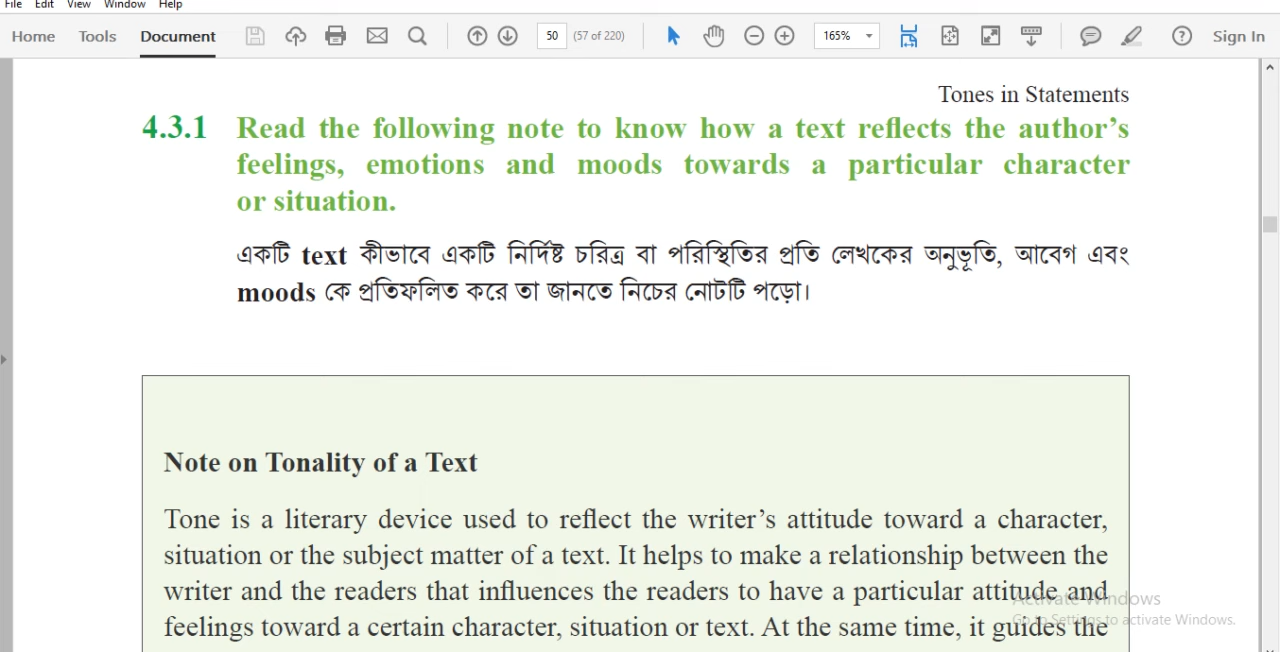 File Edit View Window Help
Home Tools Document 50 (57 of 220) 165% Sign In
Tones in Statements
4.3.1 Read the following note to know how a text reflects the author’s
feelings, emotions and moods towards a particular character
or situation.
একটি text কীভাবে একটি নির্দিষ্ট চরিত্র বা পরিস্থিতির প্রতি লেখকের অনুভূতি, আবেগ এবং
moods কে প্রতিফলিত করে তা জানতে নিচের নোটটি পড়ো।
Note on Tonality of a Text
Tone is a literary device used to reflect the writer’s attitude toward a character,
situation or the subject matter of a text. It helps to make a relationship between the
writer and the readers that influences the readers to have a particular attitude and
Activate Windows
feelings toward a certain character, situation or text. At the same time, it guides the
Go to Settings to activate Windows.